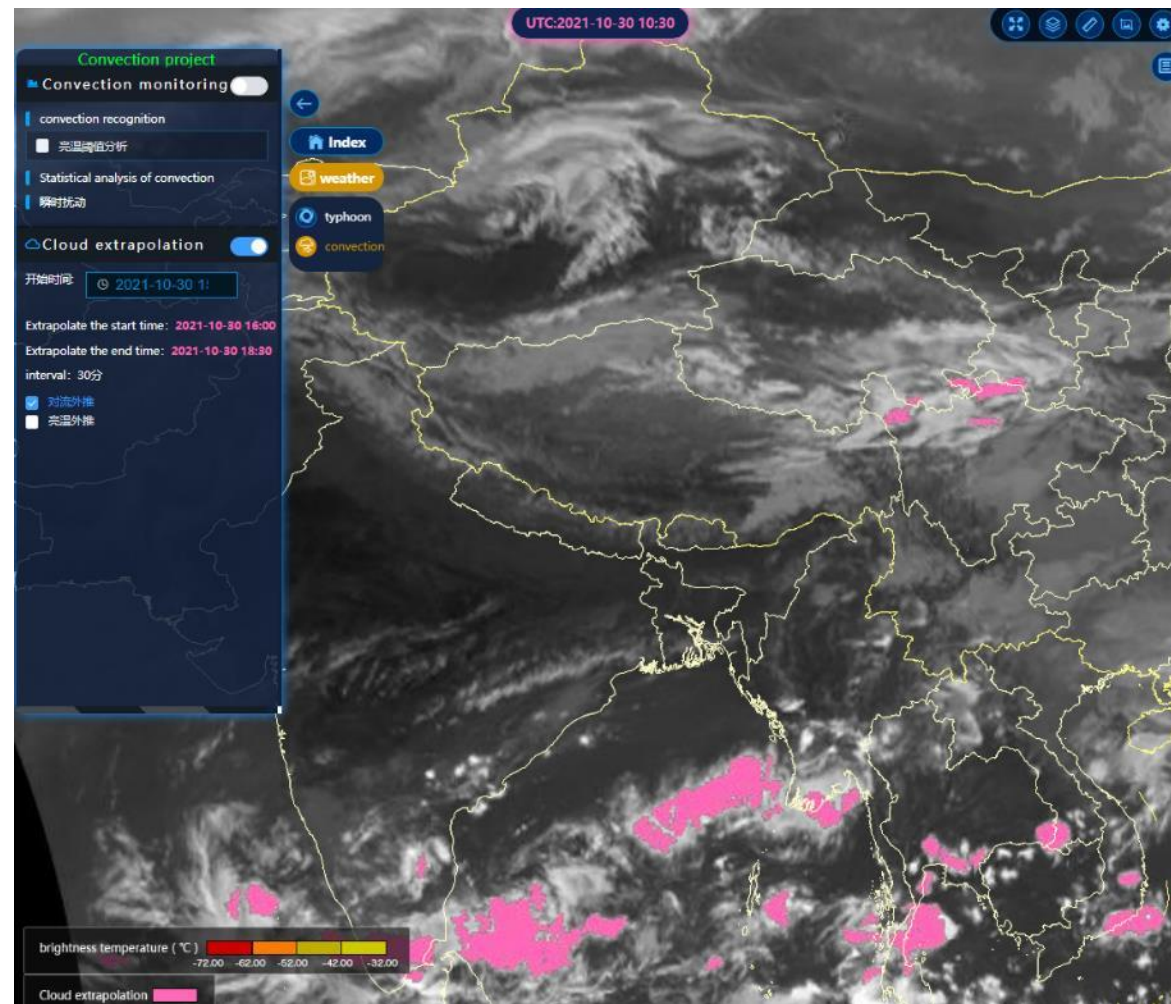 UTC:2021-10-30 10:30
Convection project
Convection monitoring
convection recognition
亮温阈值分析
Statistical analysis of convection
瞬时扰动
Cloud extrapolation
开始时间:
2021-10-30 1
Extrapolate the start time: 2021-10-30 16:00
Extrapolate the end time: 2021-10-30 18:30
interval: 30分
对流外推
亮温外推
Index
weather
typhoon
convection
brightness temperature ( ℃ )
-72.00 -62.00 -52.00 -42.00 -32.00
Cloud extrapolation